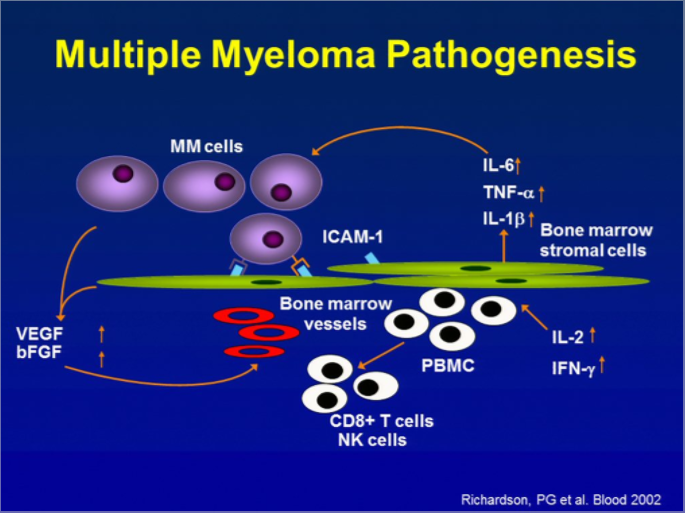 Multiple Myeloma Pathogenesis
MM cells
IL-6↑
TNF-α↑
IL-1β↑
ICAM-1
Bone marrow
stromal cells
Bone marrow
vessels
VEGF ↑
bFGF ↑
PBMC
IL-2 ↑
IFN-γ↑
CD8+ T cells
NK cells
Richardson, PG et al. Blood 2002